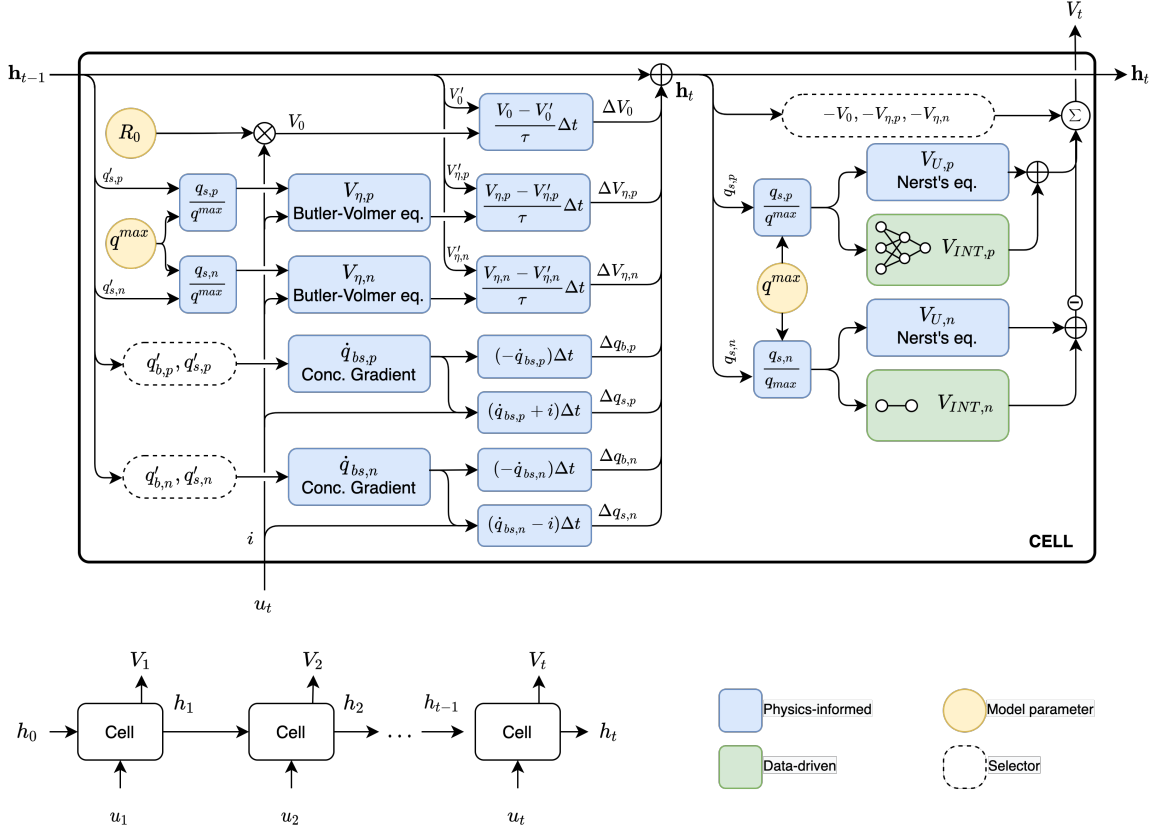 V_t
h_{t-1}
h_t
h_t
R_0
V_0
V'_0
V_0 − V'_0
τ
Δt
ΔV_0
−V_0, −V_{η,p}, −V_{η,n}
Σ
q'_{s,p}
q_{s,p}
q^{max}
V_{η,p}
Butler-Volmer eq.
V'_{η,p}
V_{η,p} − V'_{η,p}
τ
Δt
ΔV_{η,p}
q_{s,p}
q_{s,p}
q^{max}
V_{U,p}
Nerst's eq.
q^{max}
V_{INT,p}
q'_{s,n}
q_{s,n}
q^{max}
V_{η,n}
Butler-Volmer eq.
V'_{η,n}
V_{η,n} − V'_{η,n}
τ
Δt
ΔV_{η,n}
q^{max}
V_{U,n}
Nerst's eq.
q_{s,n}
q_{s,n}
q_{max}
V_{INT,n}
q'_{b,p}, q'_{s,p}
q̇_{bs,p}
Conc. Gradient
(−q̇_{bs,p})Δt
Δq_{b,p}
(q̇_{bs,p} + i)Δt
Δq_{s,p}
q'_{b,n}, q'_{s,n}
q̇_{bs,n}
Conc. Gradient
(−q̇_{bs,n})Δt
Δq_{b,n}
(q̇_{bs,n} − i)Δt
Δq_{s,n}
i
CELL
u_t
V_1
V_2
V_t
h_0
Cell
h_1
Cell
h_2
...
h_{t-1}
Cell
h_t
u_1
u_2
u_t
Physics-informed
Model parameter
Data-driven
Selector